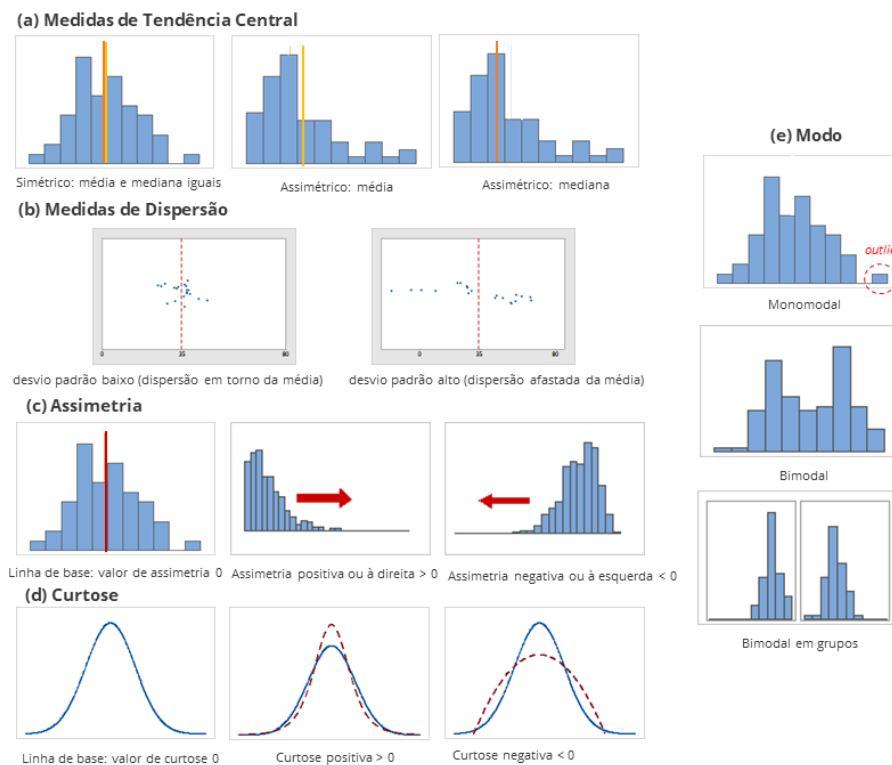 (a) Medidas de Tendência Central
Simétrico: média e mediana iguais
Assimétrico: média
Assimétrico: mediana
(b) Medidas de Dispersão
0 35 80
0 35 80
desvio padrão baixo (dispersão em torno da média)
desvio padrão alto (dispersão afastada da média)
(c) Assimetria
Linha de base: valor de assimetria 0
Assimetria positiva ou à direita > 0
Assimetria negativa ou à esquerda < 0
(d) Curtose
Linha de base: valor de curtose 0
Curtose positiva > 0
Curtose negativa < 0
(e) Modo
outlie
Monomodal
Bimodal
Bimodal em grupos